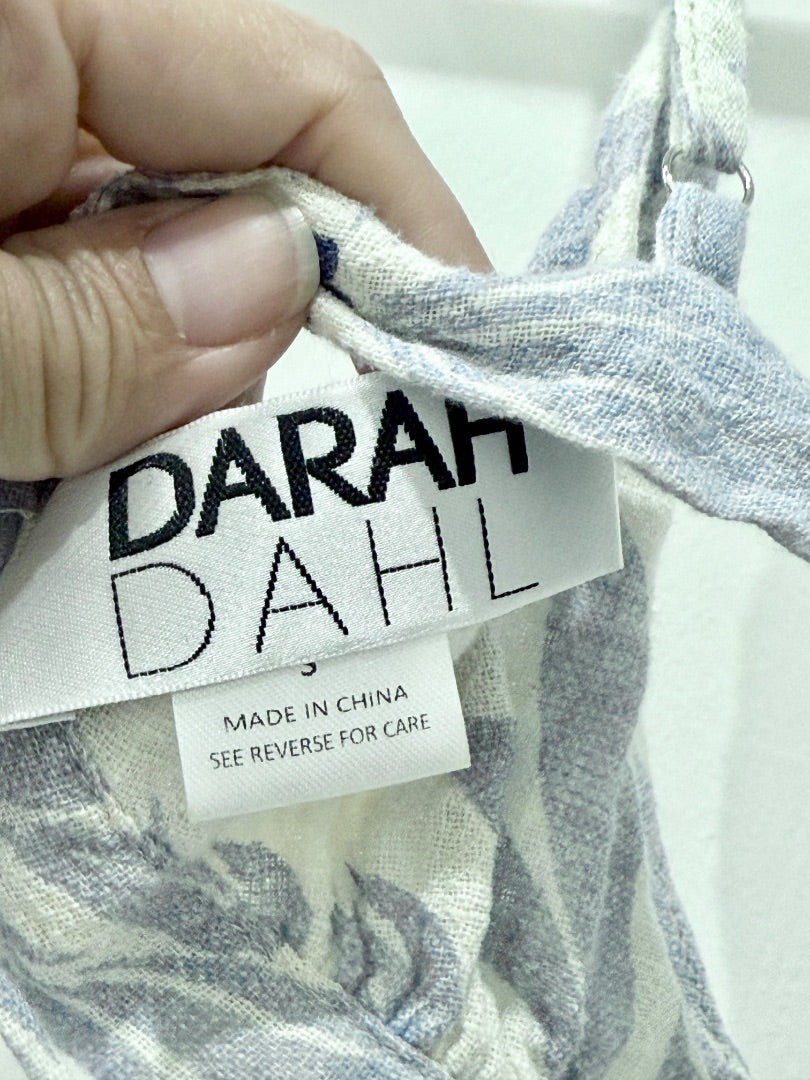 DARAH
DAHL
S
MADE IN CHINA
SEE REVERSE FOR CARE